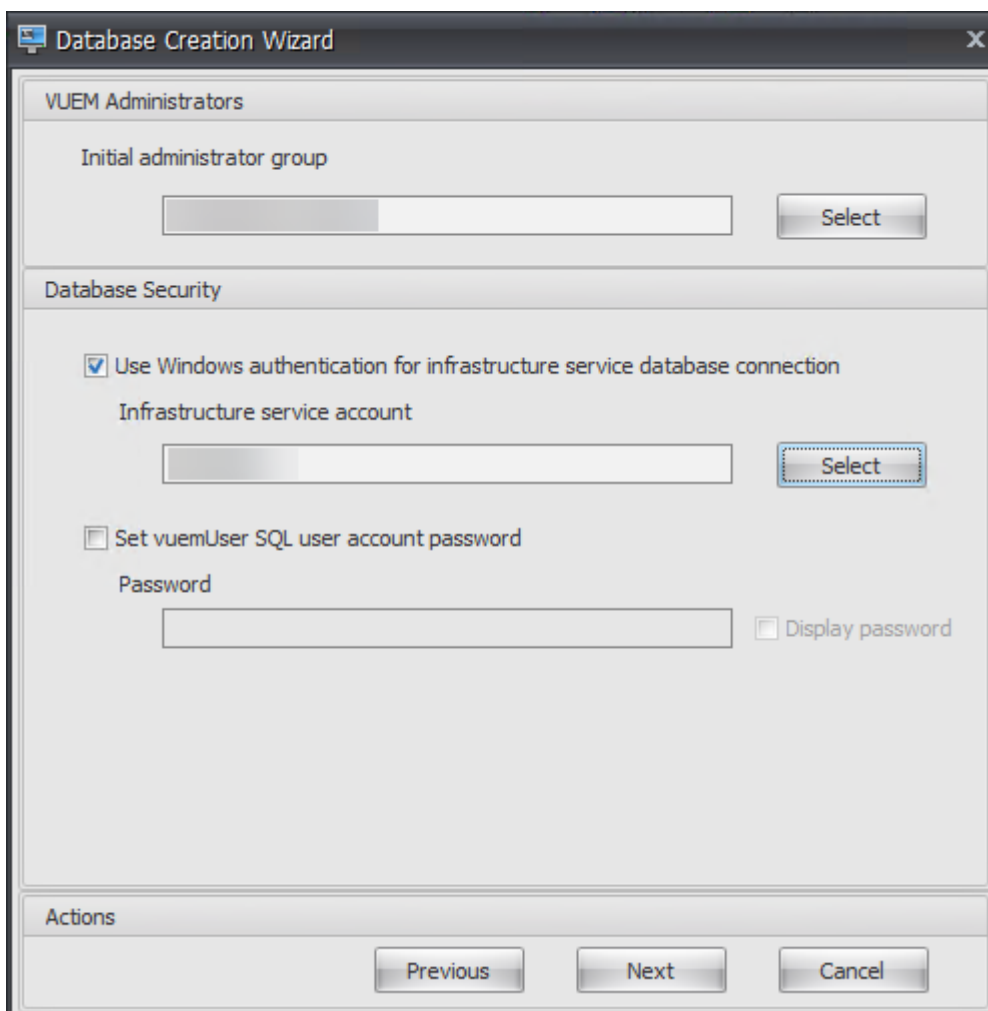 Database Creation Wizard
x
VUEM Administrators
Initial administrator group
Select
Database Security
Use Windows authentication for infrastructure service database connection
Infrastructure service account
Select
Set vuemUser SQL user account password
Password
Display password
Actions
Previous Next Cancel